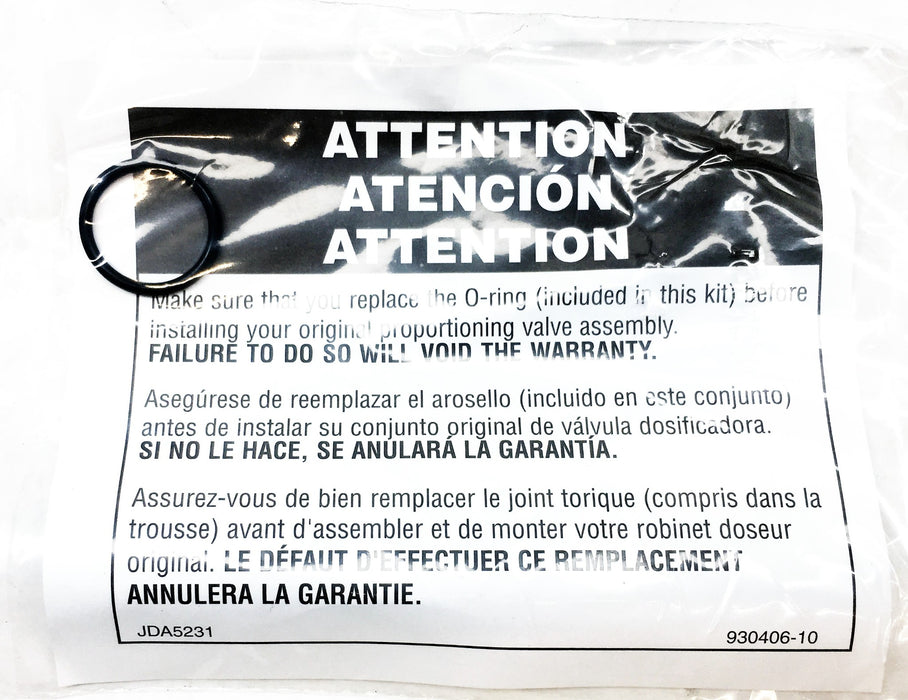 ATTENTION
ATENCIÓN
ATTENTION
Make sure that you replace the O-ring (included in this kit) before
installing your original proportioning valve assembly.
FAILURE TO DO SO WILL VOID THE WARRANTY.
Asegúrese de reemplazar el arosello (incluido en este conjunto)
antes de instalar su conjunto original de válvula dosificadora.
SI NO LE HACE, SE ANULARÁ LA GARANTÍA.
Assurez-vous de bien remplacer le joint torique (compris dans la
trousse) avant d'assembler et de monter votre robinet doseur
original. LE DÉFAUT D'EFFECTUER CE REMPLACEMENT
ANNULERA LA GARANTIE.
JDA5231
930406-10